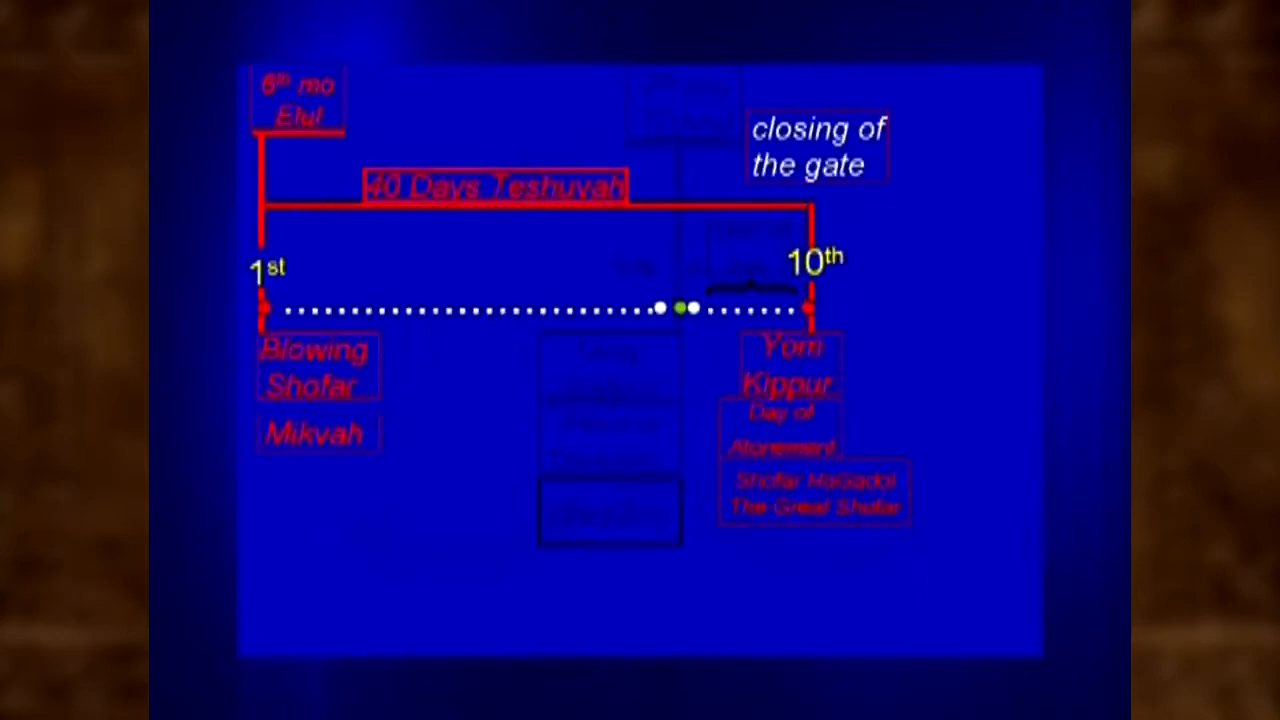 6th mo
Elul
closing of
the gate
40 Days Teshuvah
1st
10th
Blowing
Shofar
Mikvah
Yom
Kippur
Day of
Atonement
Shofar HaGadol
The Great Shofar